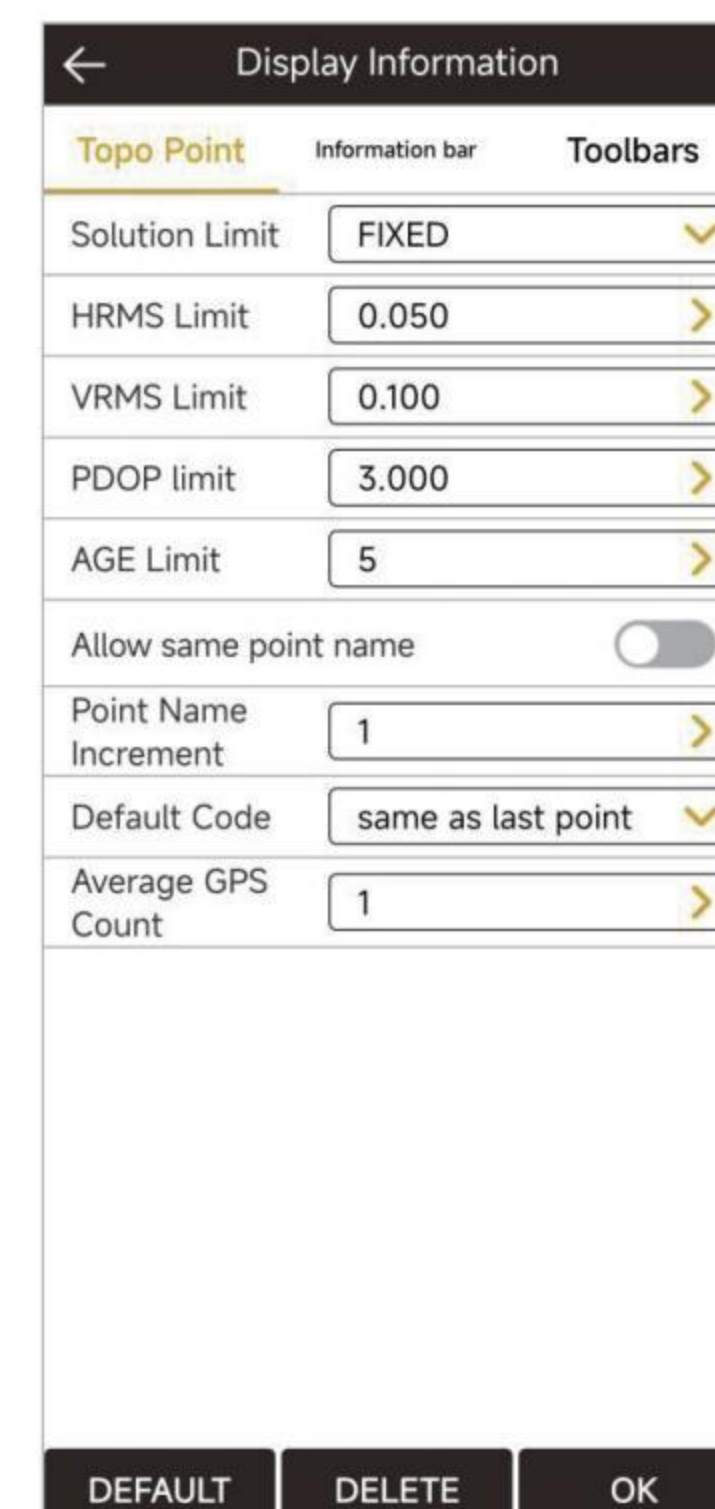 Display Information
Topo Point Information bar Toolbars
Solution Limit FIXED
HRMS Limit 0.050
VRMS Limit 0.100
PDOP limit 3.000
AGE Limit 5
Allow same point name
Point Name
Increment 1
Default Code same as last point
Average GPS
Count 1
DEFAULT DELETE OK